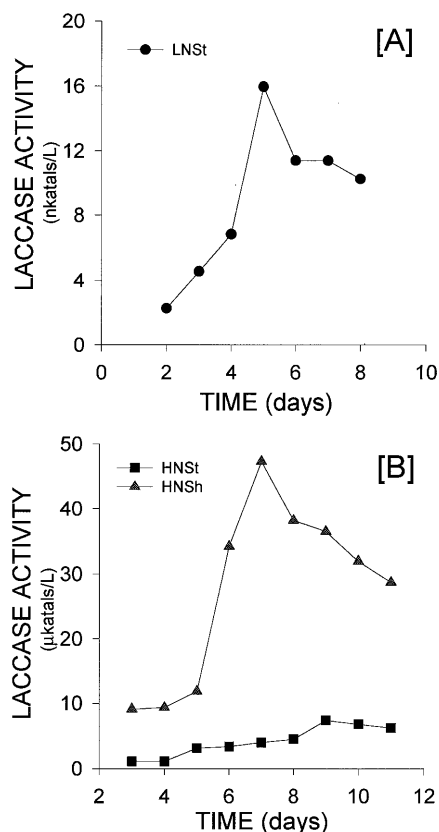 [A]
LNSt
20
16
12
8
4
0
LACCASE ACTIVITY
(nkatals/L)
0 2 4 6 8 10
TIME (days)
[B]
HNSt
HNSh
50
40
30
20
10
0
LACCASE ACTIVITY
(μkatals/L)
2 4 6 8 10 12
TIME (days)